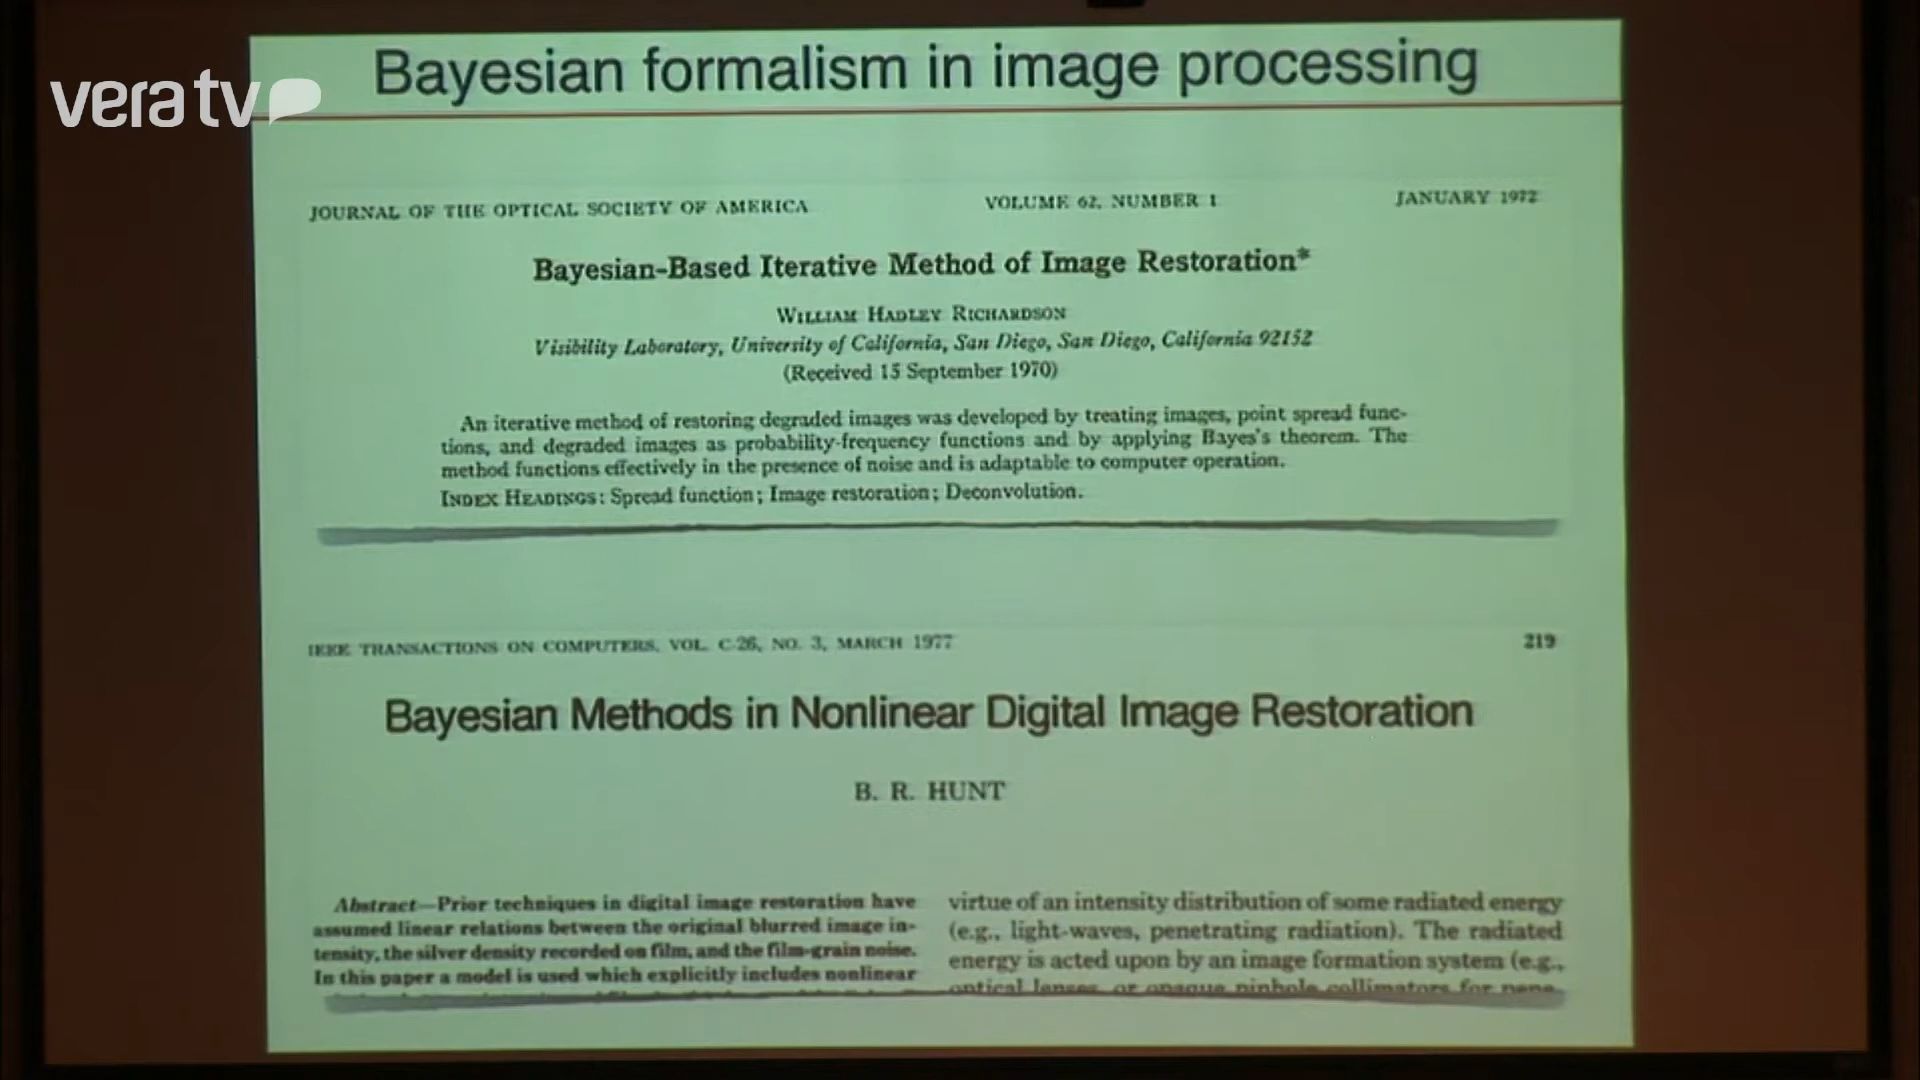 Bayesian formalism in image processing
vera tv
JOURNAL OF THE OPTICAL SOCIETY OF AMERICA VOLUME 62, NUMBER 1 JANUARY 1972
Bayesian-Based Iterative Method of Image Restoration*
WILLIAM HADLEY RICHARDSON
Visibility Laboratory, University of California, San Diego, San Diego, California 92152
(Received 15 September 1970)
An iterative method of restoring degraded images was developed by treating images, point spread func-
tions, and degraded images as probability-frequency functions and by applying Bayes's theorem. The
method functions effectively in the presence of noise and is adaptable to computer operation.
INDEX HEADINGS: Spread function; Image restoration; Deconvolution.
IEEE TRANSACTIONS ON COMPUTERS, VOL. C-26, NO. 3, MARCH 1977 219
Bayesian Methods in Nonlinear Digital Image Restoration
B. R. HUNT
Abstract—Prior techniques in digital image restoration have
assumed linear relations between the original blurred image in-
tensity, the silver density recorded on film, and the film-grain noise.
In this paper a model is used which explicitly includes nonlinear
virtue of an intensity distribution of some radiated energy
(e.g., light-waves, penetrating radiation). The radiated
energy is acted upon by an image formation system (e.g.,
optical lenses, or opaque pinhole collimators for pene-